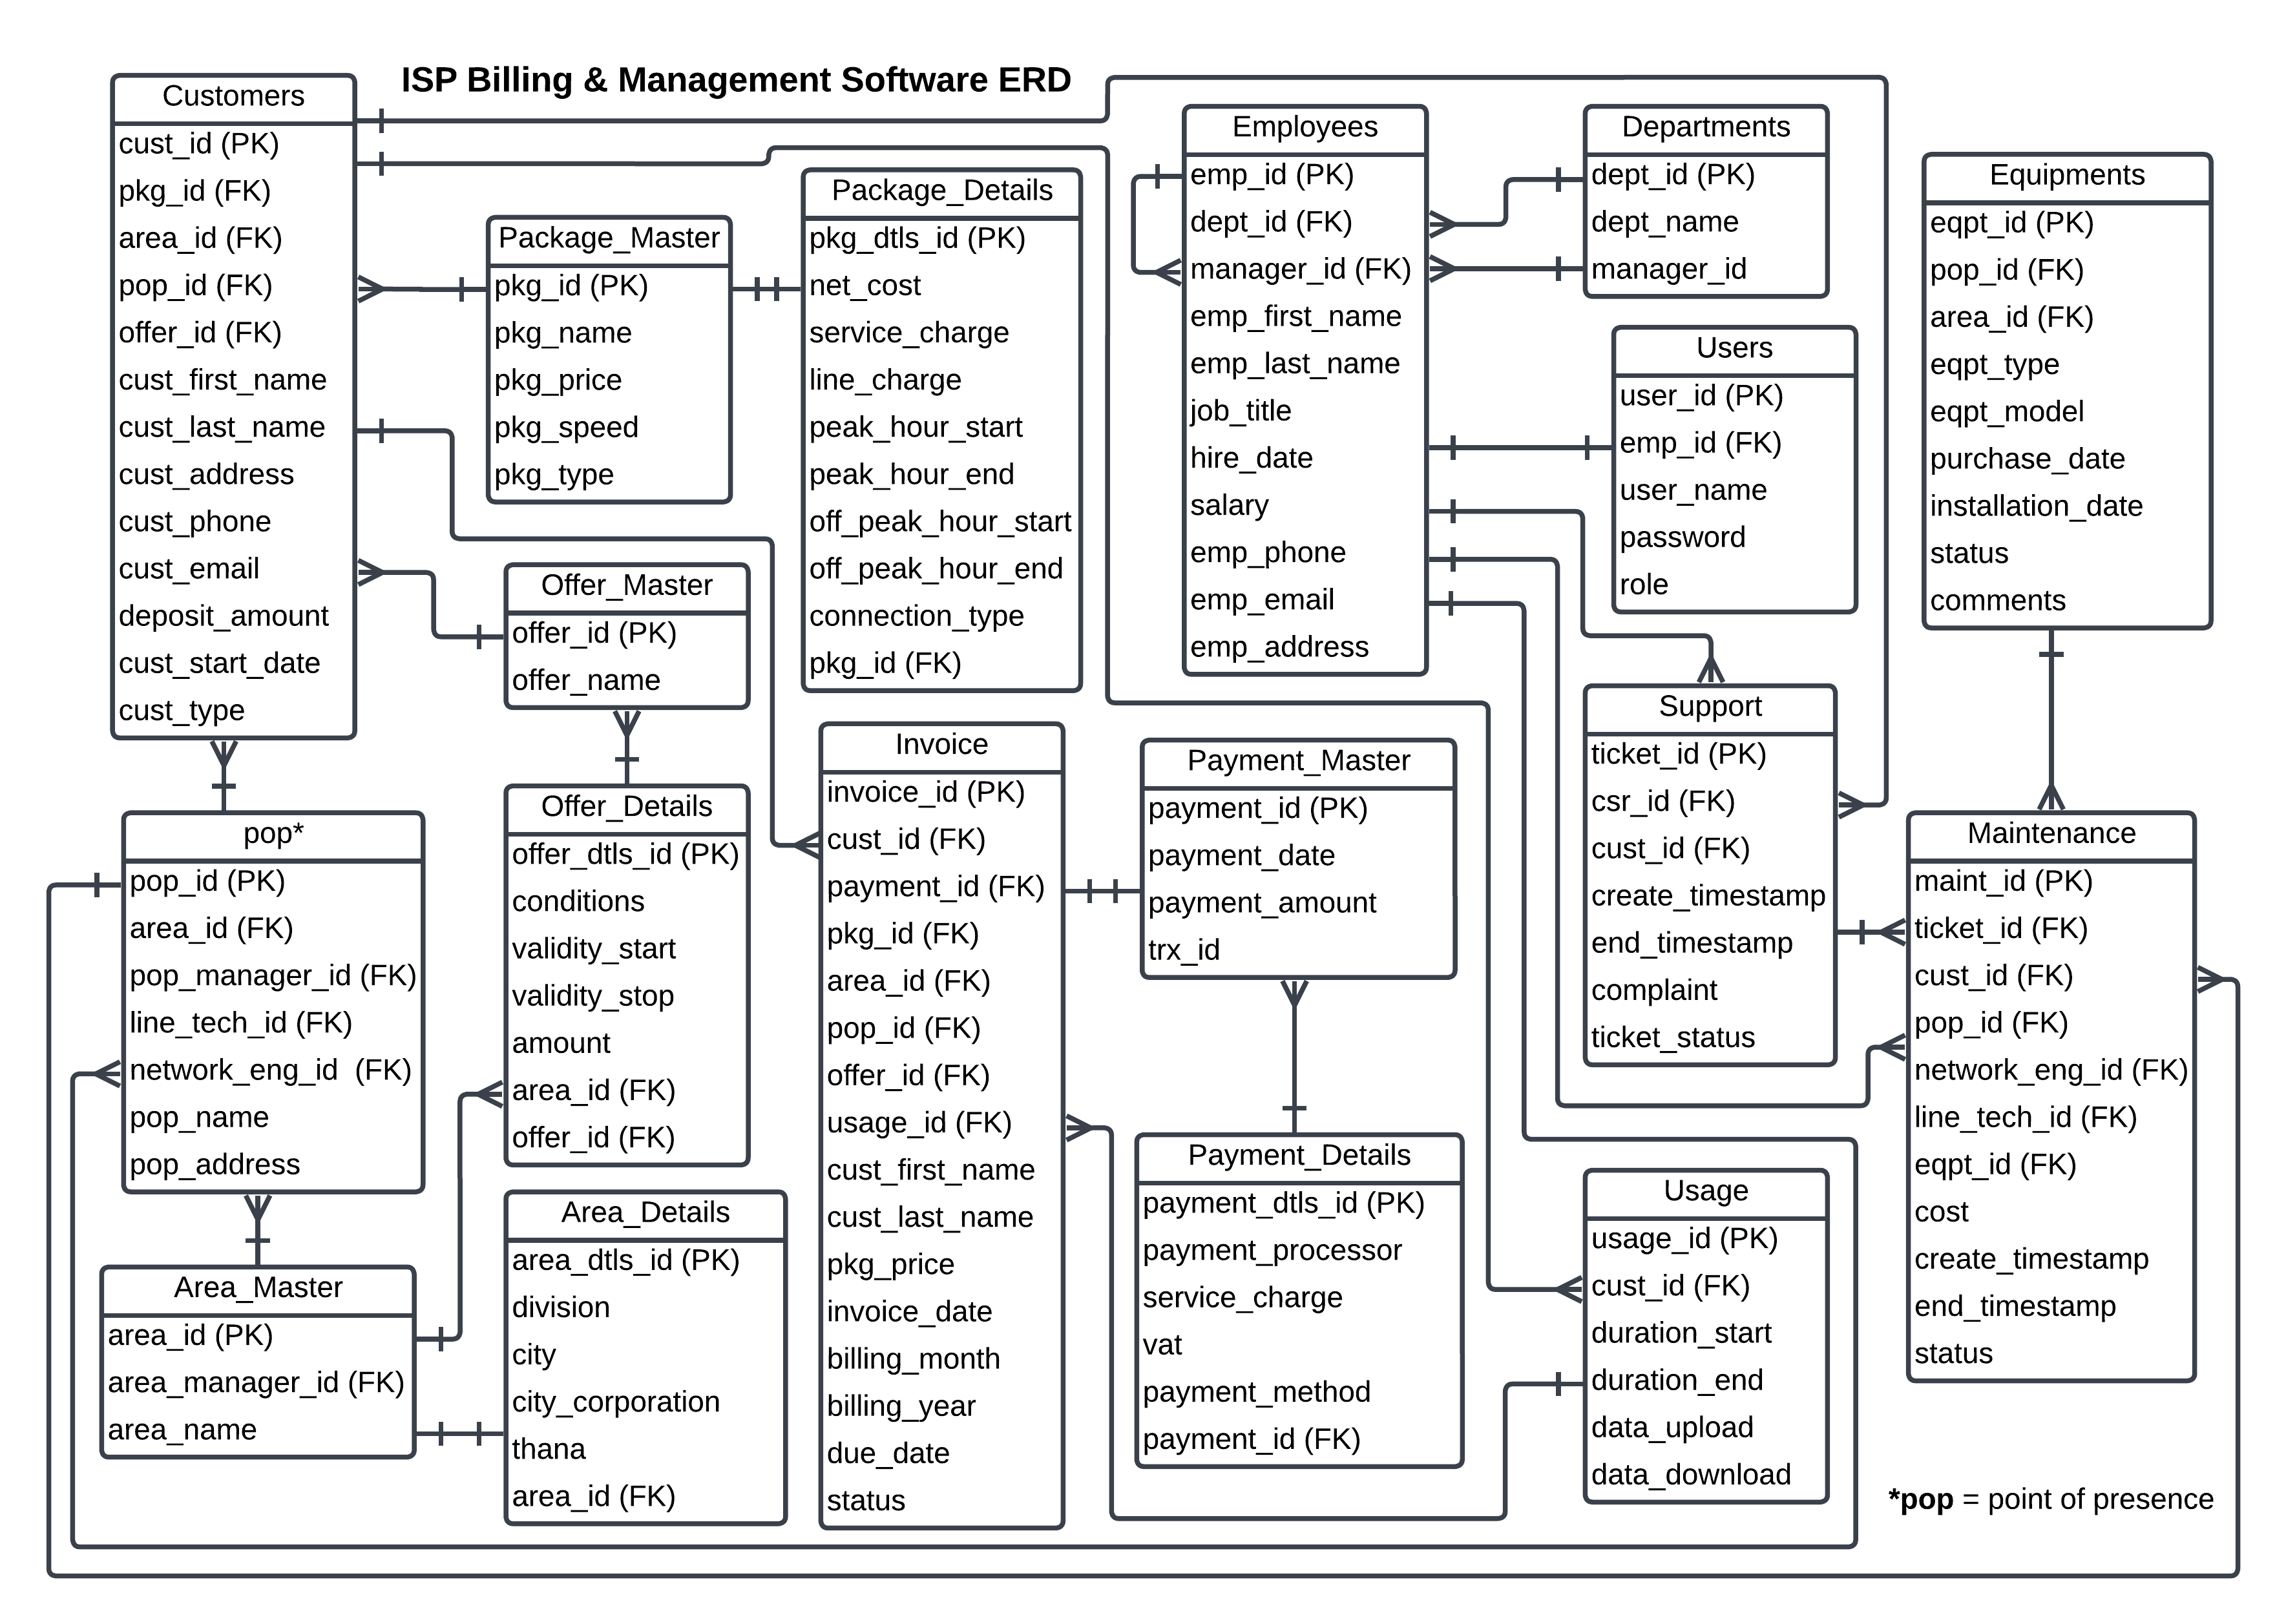 ISP Billing & Management Software ERD
Customers
cust_id (PK)
pkg_id (FK)
area_id (FK)
pop_id (FK)
offer_id (FK)
cust_first_name
cust_last_name
cust_address
cust_phone
cust_email
deposit_amount
cust_start_date
cust_type
Package_Master
pkg_id (PK)
pkg_name
pkg_price
pkg_speed
pkg_type
Package_Details
pkg_dtls_id (PK)
net_cost
service_charge
line_charge
peak_hour_start
peak_hour_end
off_peak_hour_start
off_peak_hour_end
connection_type
pkg_id (FK)
Employees
emp_id (PK)
dept_id (FK)
manager_id (FK)
emp_first_name
emp_last_name
job_title
hire_date
salary
emp_phone
emp_email
emp_address
Departments
dept_id (PK)
dept_name
manager_id
Users
user_id (PK)
emp_id (FK)
user_name
password
role
Equipments
eqpt_id (PK)
pop_id (FK)
area_id (FK)
eqpt_type
eqpt_model
purchase_date
installation_date
status
comments
Offer_Master
offer_id (PK)
offer_name
Offer_Details
offer_dtls_id (PK)
conditions
validity_start
validity_stop
amount
area_id (FK)
offer_id (FK)
pop*
pop_id (PK)
area_id (FK)
pop_manager_id (FK)
line_tech_id (FK)
network_eng_id (FK)
pop_name
pop_address
Area_Master
area_id (PK)
area_manager_id (FK)
area_name
Area_Details
area_dtls_id (PK)
division
city
city_corporation
thana
area_id (FK)
Invoice
invoice_id (PK)
cust_id (FK)
payment_id (FK)
pkg_id (FK)
area_id (FK)
pop_id (FK)
offer_id (FK)
usage_id (FK)
cust_first_name
cust_last_name
pkg_price
invoice_date
billing_month
billing_year
due_date
status
Payment_Master
payment_id (PK)
payment_date
payment_amount
trx_id
Payment_Details
payment_dtls_id (PK)
payment_processor
service_charge
vat
payment_method
payment_id (FK)
Support
ticket_id (PK)
csr_id (FK)
cust_id (FK)
create_timestamp
end_timestamp
complaint
ticket_status
Usage
usage_id (PK)
cust_id (FK)
duration_start
duration_end
data_upload
data_download
Maintenance
maint_id (PK)
ticket_id (FK)
cust_id (FK)
pop_id (FK)
network_eng_id (FK)
line_tech_id (FK)
eqpt_id (FK)
cost
create_timestamp
end_timestamp
status
*pop = point of presence